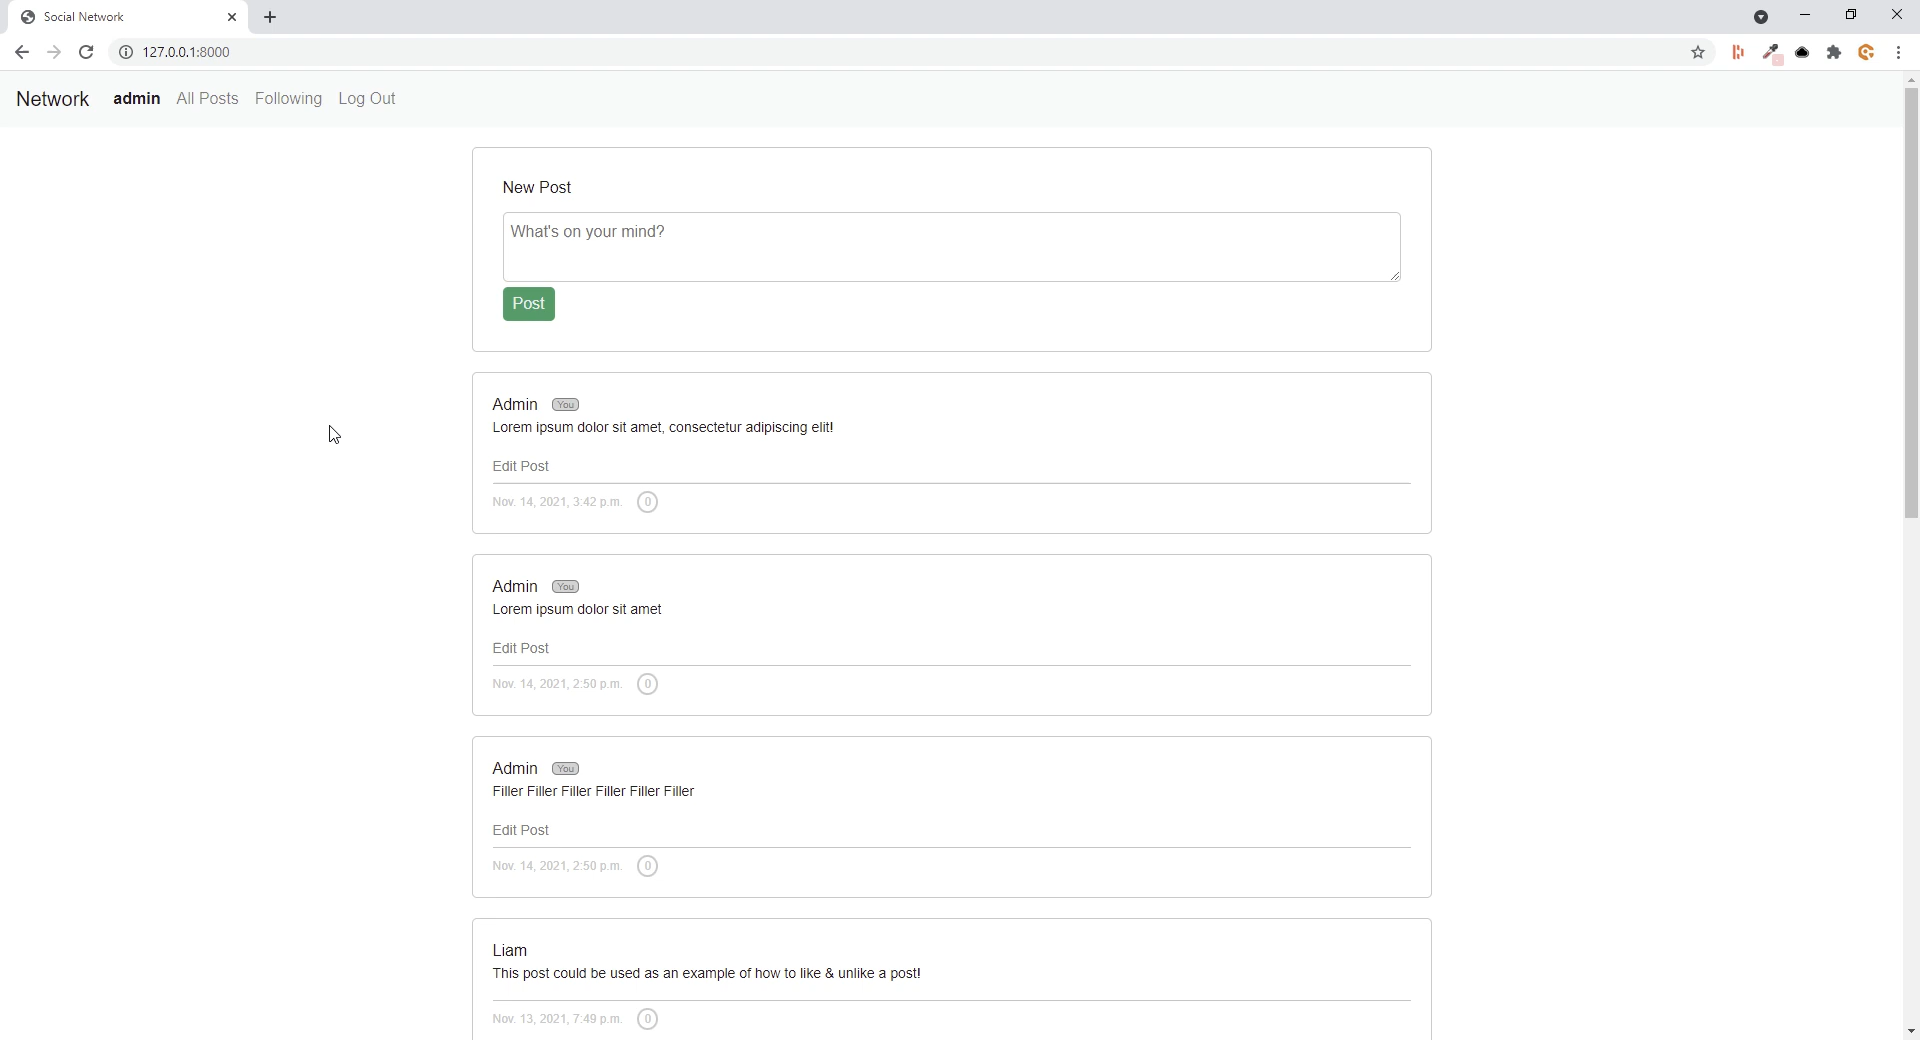 Social Network
127.0.0.1:8000
Network admin All Posts Following Log Out
New Post
What's on your mind?
Post
Admin You
Lorem ipsum dolor sit amet, consectetur adipiscing elit!
Edit Post
Nov. 14, 2021, 3:42 p.m. 0
Admin You
Lorem ipsum dolor sit amet
Edit Post
Nov. 14, 2021, 2:50 p.m. 0
Admin You
Filler Filler Filler Filler Filler Filler
Edit Post
Nov. 14, 2021, 2:50 p.m. 0
Liam
This post could be used as an example of how to like & unlike a post!
Nov. 13, 2021, 7:49 p.m. 0